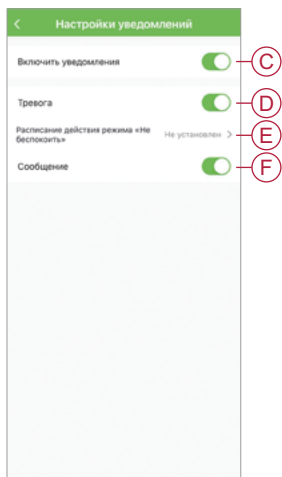 Настройки уведомлений
Включить уведомления
C
Тревога
D
Расписание действия режима «Не
беспокоить»
Не установлен
E
Сообщение
F